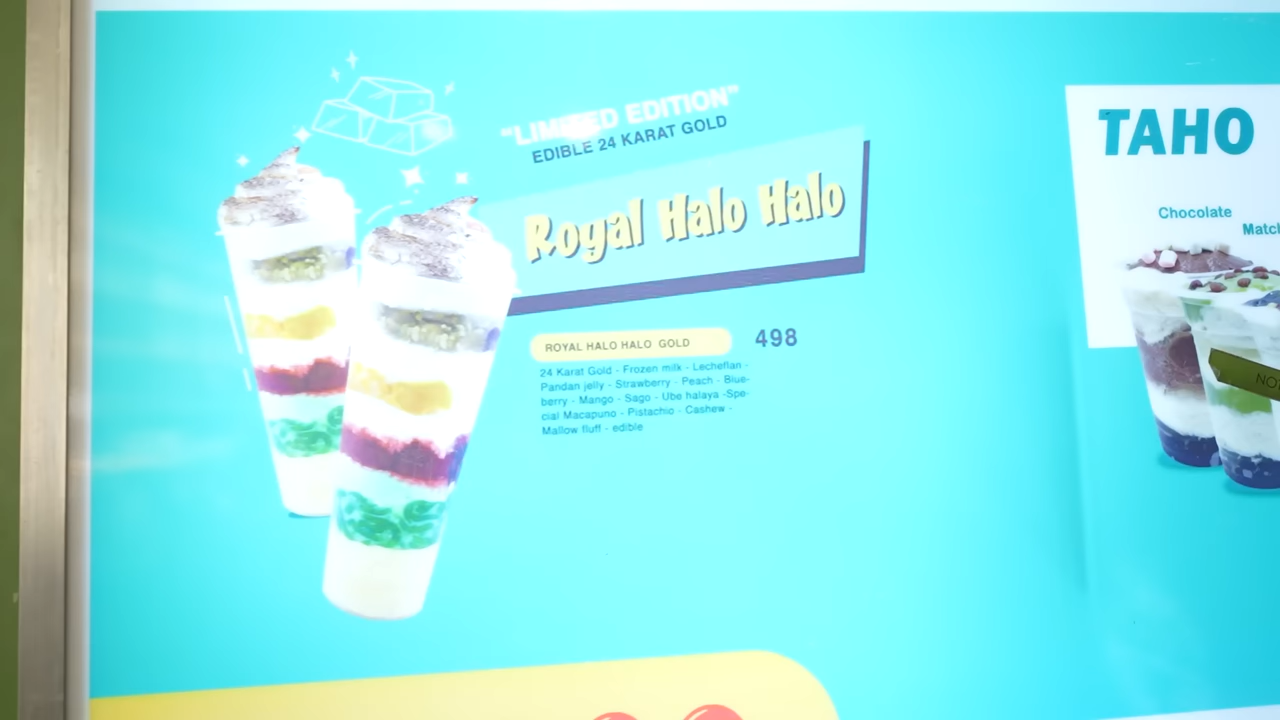 "LIMITED EDITION"
EDIBLE 24 KARAT GOLD
Royal Halo Halo
ROYAL HALO HALO GOLD
498
24 Karat Gold - Frozen milk - Lecheflan -
Pandan jelly - Strawberry - Peach - Blue-
berry - Mango - Sago - Ube halaya -Spe-
cial Macapuno - Pistachio - Cashew -
Mallow fluff - edible
TAHO
Chocolate
Matc